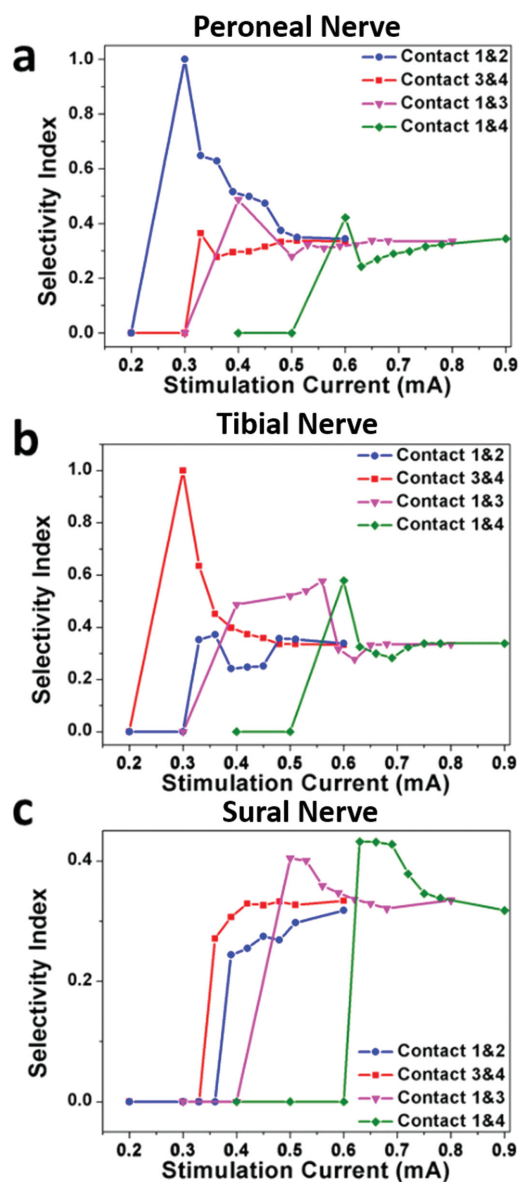 Peroneal Nerve
a
Contact 1&2
Contact 3&4
Contact 1&3
Contact 1&4
Selectivity Index
1.0
0.8
0.6
0.4
0.2
0.0
0.2 0.3 0.4 0.5 0.6 0.7 0.8 0.9
Stimulation Current (mA)
Tibial Nerve
b
Contact 1&2
Contact 3&4
Contact 1&3
Contact 1&4
Selectivity Index
1.0
0.8
0.6
0.4
0.2
0.0
0.2 0.3 0.4 0.5 0.6 0.7 0.8 0.9
Stimulation Current (mA)
Sural Nerve
c
Selectivity Index
0.4
0.2
0.0
Contact 1&2
Contact 3&4
Contact 1&3
Contact 1&4
0.2 0.3 0.4 0.5 0.6 0.7 0.8 0.9
Stimulation Current (mA)